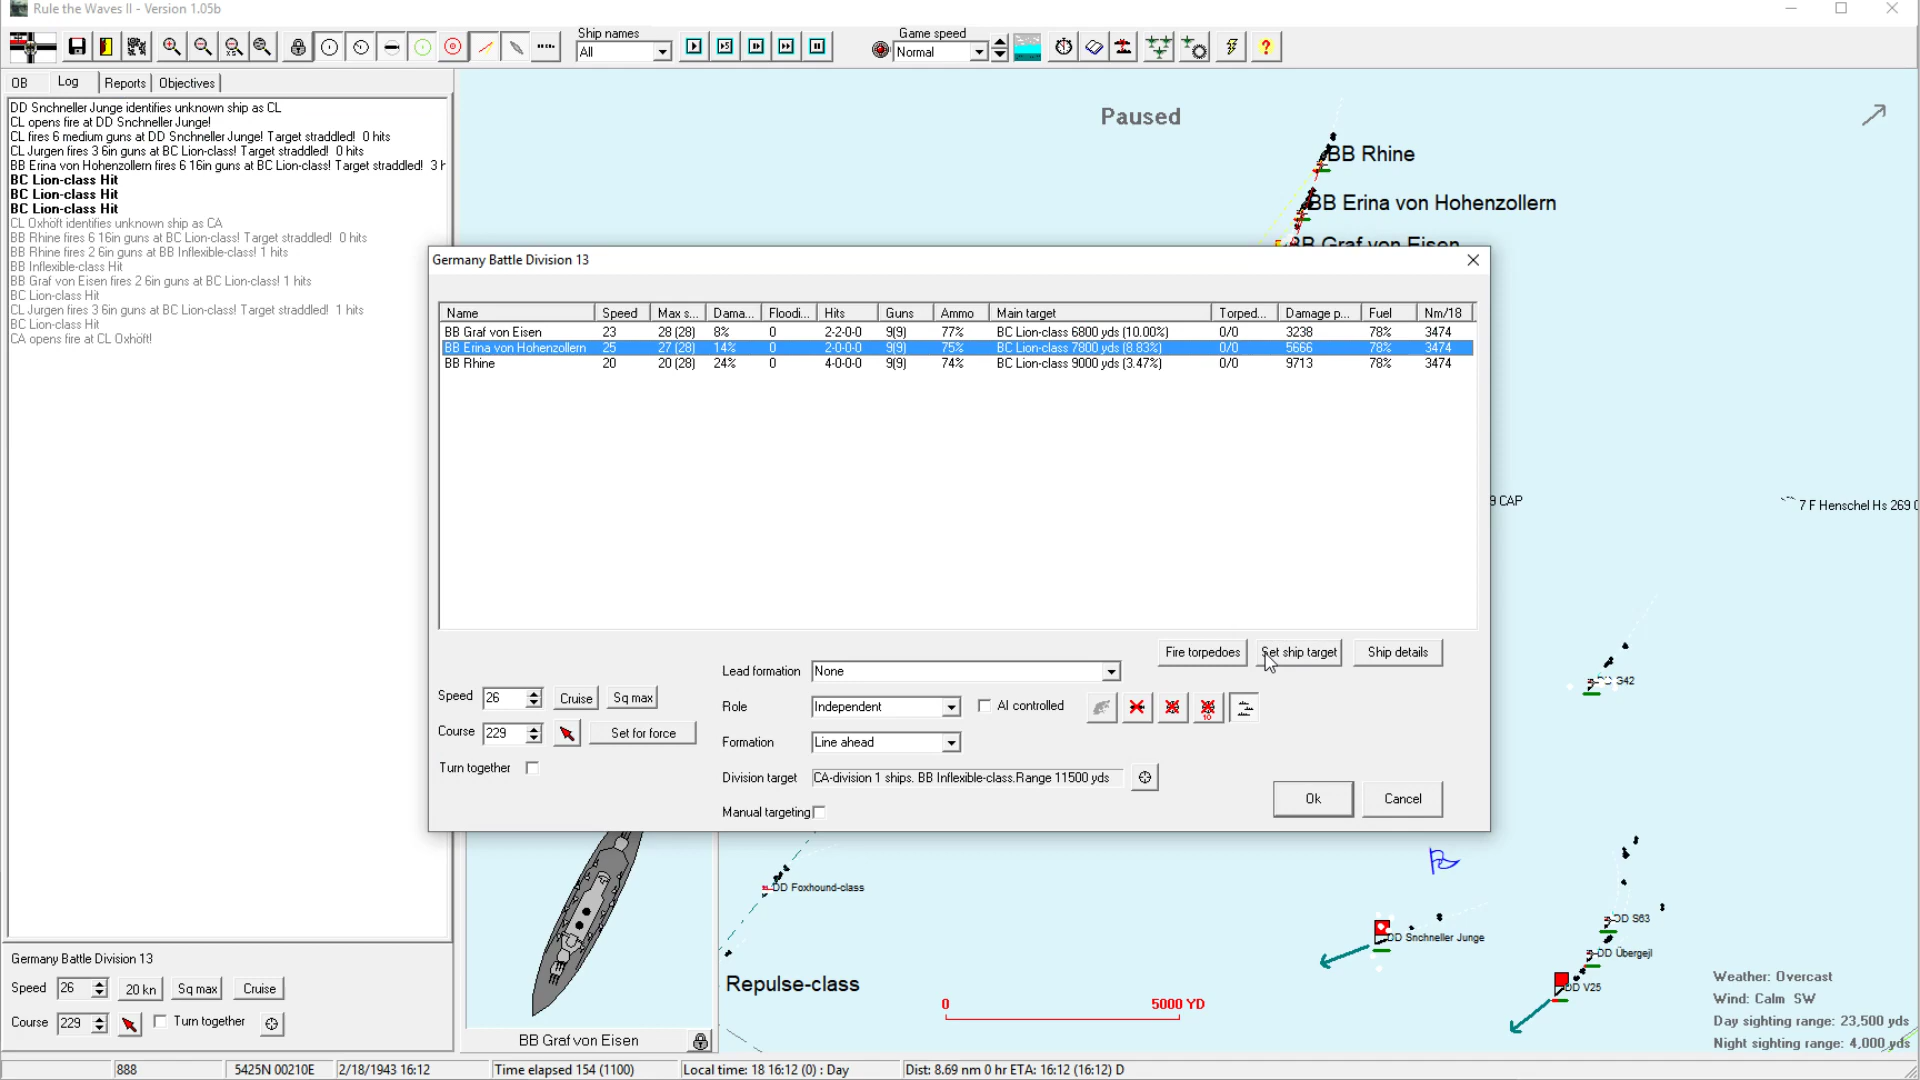 Rule the Waves II - Version 1.05b
Ship names
All
Game speed
Normal
OB Log Reports Objectives
DD Snchneller Junge identifies unknown ship as CL
CL opens fire at DD Snchneller Junge!
CL fires 6 medium guns at DD Snchneller Junge! Target straddled! 0 hits
CL Jurgen fires 3 6in guns at BC Lion-class! Target straddled! 0 hits
BB Erina von Hohenzollern fires 6 16in guns at BC Lion-class! Target straddled! 3 h
BC Lion-class Hit
BC Lion-class Hit
BC Lion-class Hit
CL Oxhöft identifies unknown ship as CA
BB Rhine fires 6 16in guns at BC Lion-class! Target straddled! 0 hits
BB Rhine fires 2 6in guns at BB Inflexible-class! 1 hits
BB Inflexible-class Hit
BB Graf von Eisen fires 2 6in guns at BC Lion-class! 1 hits
BC Lion-class Hit
CL Jurgen fires 3 6in guns at BC Lion-class! Target straddled! 1 hits
BC Lion-class Hit
CA opens fire at CL Oxhöft!
Paused
BB Rhine
BB Erina von Hohenzollern
BB Graf von Eisen
Germany Battle Division 13
Name Speed Max s... Dama... Floodi... Hits Guns Ammo Main target Torped... Damage p... Fuel Nm/18
BB Graf von Eisen 23 28 (28) 8% 0 2-2-0-0 9(9) 77% BC Lion-class 6800 yds (10.00%) 0/0 3238 78% 3474
BB Erina von Hohenzollern 25 27 (28) 14% 0 2-0-0-0 9(9) 75% BC Lion-class 7800 yds (8.83%) 0/0 5666 78% 3474
BB Rhine 20 20 (28) 24% 0 4-0-0-0 9(9) 74% BC Lion-class 9000 yds (3.47%) 0/0 9713 78% 3474
Fire torpedoes Set ship target Ship details
Lead formation None
Speed 26 Cruise Sq max
Role Independent AI controlled
10
Course 229 Set for force
Formation Line ahead
Turn together
Division target CA-division 1 ships. BB Inflexible-class.Range 11500 yds
Ok Cancel
Manual targeting
9 CAP
7 F Henschel Hs 269 C
DD G42
DD Foxhound-class
DD S63
DD Snchneller Junge
DD Übergejl
DD V25
Repulse-class
0 5000 YD
Weather: Overcast
Wind: Calm SW
Day sighting range: 23,500 yds
Night sighting range: 4,000 yds
Germany Battle Division 13
Speed 26 20 kn Sq max Cruise
Course 229 Turn together
BB Graf von Eisen
888 5425N 00210E 2/18/1943 16:12 Time elapsed 154 (1100) Local time: 18 16:12 (0) : Day Dist: 8.69 nm 0 hr ETA: 16:12 (16:12) D